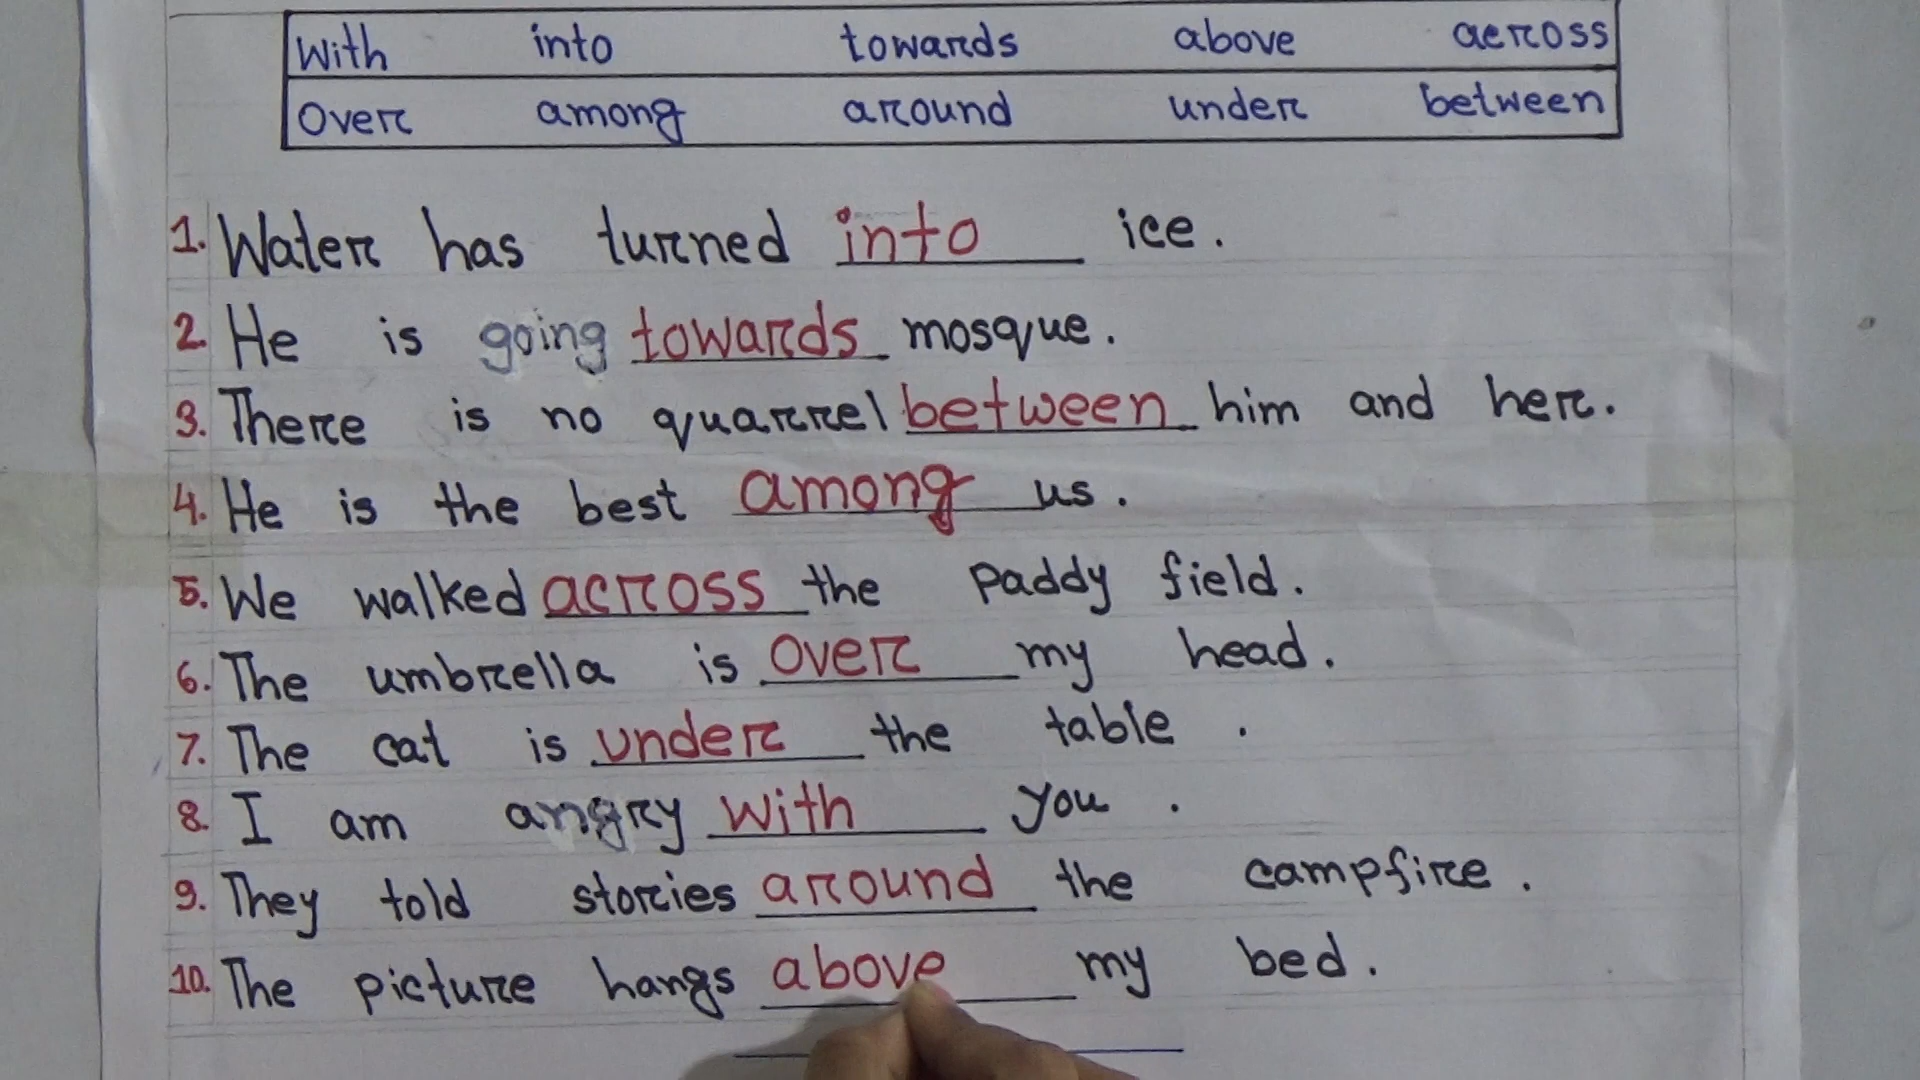 With into towards above across
Over among around under between
1. Water has turned into ice.
2. He is going towards mosque.
3. There is no quarrel between him and her.
4. He is the best among us.
5. We walked across the paddy field.
6. The umbrella is over my head.
7. The cat is under the table.
8. I am angry with you.
9. They told stories around the campfire.
10. The picture hangs above my bed.